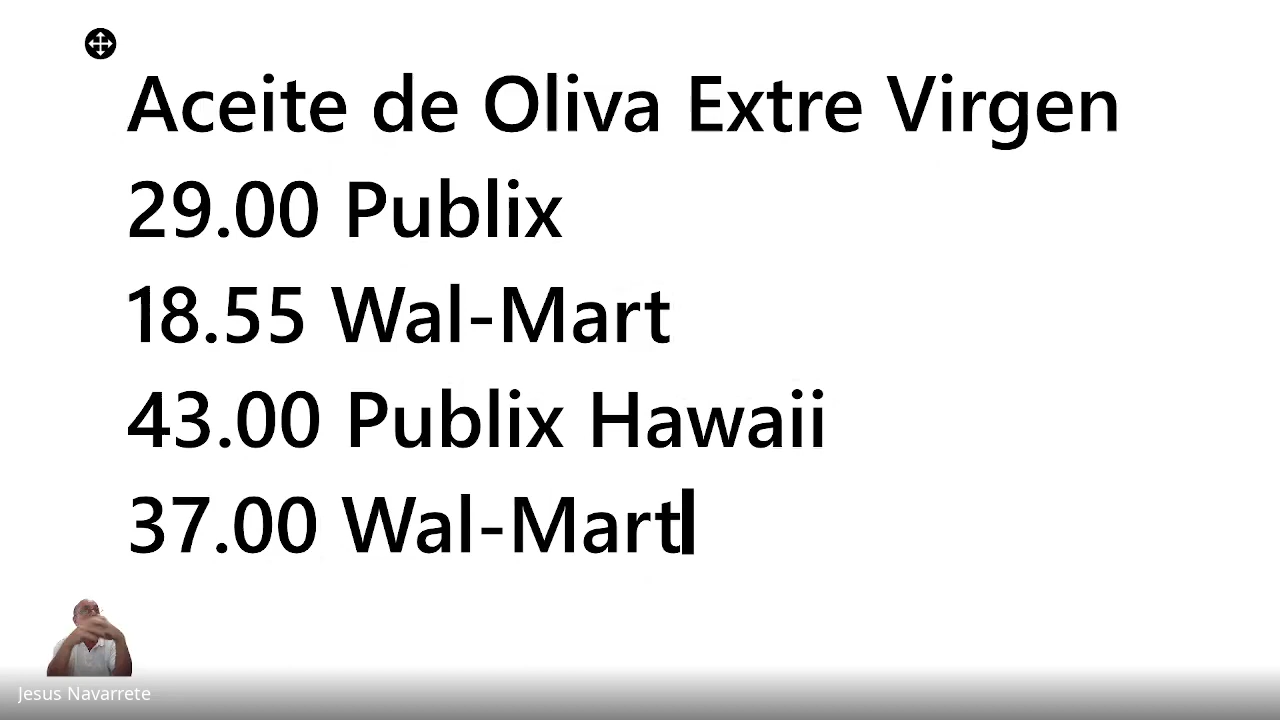 Aceite de Oliva Extre Virgen
29.00 Publix
18.55 Wal-Mart
43.00 Publix Hawaii
37.00 Wal-Mart
Jesus Navarrete